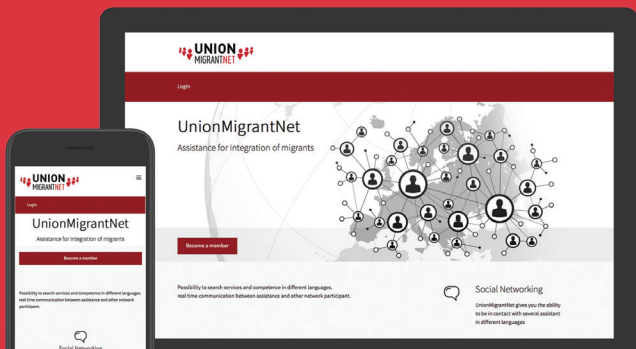 UNION
MIGRANTNET
Login
UnionMigrantNet
Assistance for Integration of migrants
Become a member
Possibility to search services and competence in different languages.
real time communication between assistance and other network participant.
Social Networking
UnionMigrantNet gives you the ability
to be in contact with several assistant
in different languages
UNION
MIGRANTNET
Login
UnionMigrantNet
Assistance for Integration of migrants
Become a member
Possibility to search services and competence in different languages.
real time communication between assistance and other network
participant.
Social Networking